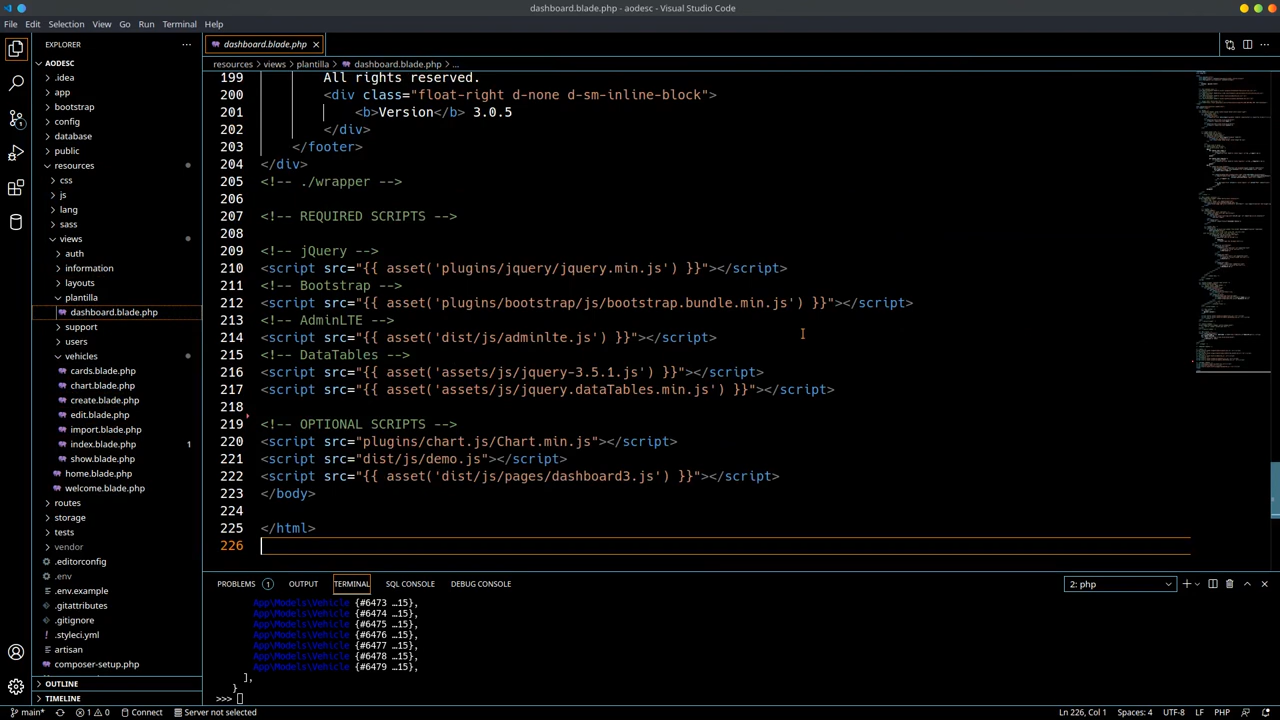 dashboard.blade.php - aodesc - Visual Studio Code
File Edit Selection View Go Run Terminal Help
EXPLORER
AODESC
.idea
app
bootstrap
config
database
public
resources
css
js
lang
sass
views
auth
information
layouts
plantilla
dashboard.blade.php
support
users
vehicles
cards.blade.php
chart.blade.php
create.blade.php
edit.blade.php
import.blade.php
index.blade.php 1
show.blade.php
home.blade.php
welcome.blade.php
routes
storage
tests
vendor
.editorconfig
.env
.env.example
.gitattributes
.gitignore
.styleci.yml
artisan
composer-setup.php
OUTLINE
TIMELINE
dashboard.blade.php
resources > views > plantilla > dashboard.blade.php > ...
199 All rights reserved.
200 <div class="float-right d-none d-sm-inline-block">
201 <b>Version</b> 3.0.5
202 </div>
203 </footer>
204 </div>
205 <!-- ./wrapper -->
206
207 <!-- REQUIRED SCRIPTS -->
208
209 <!-- jQuery -->
210 <script src="{{ asset('plugins/jquery/jquery.min.js') }}"></script>
211 <!-- Bootstrap -->
212 <script src="{{ asset('plugins/bootstrap/js/bootstrap.bundle.min.js') }}"></script>
213 <!-- AdminLTE -->
214 <script src="{{ asset('dist/js/adminlte.js') }}"></script>
215 <!-- DataTables -->
216 <script src="{{ asset('assets/js/jquery-3.5.1.js') }}"></script>
217 <script src="{{ asset('assets/js/jquery.dataTables.min.js') }}"></script>
218
219 <!-- OPTIONAL SCRIPTS -->
220 <script src="plugins/chart.js/Chart.min.js"></script>
221 <script src="dist/js/demo.js"></script>
222 <script src="{{ asset('dist/js/pages/dashboard3.js') }}"></script>
223 </body>
224
225 </html>
226
PROBLEMS 1 OUTPUT TERMINAL SQL CONSOLE DEBUG CONSOLE 2: php
App\Models\Vehicle {#6473 …15},
App\Models\Vehicle {#6474 …15},
App\Models\Vehicle {#6475 …15},
App\Models\Vehicle {#6476 …15},
App\Models\Vehicle {#6477 …15},
App\Models\Vehicle {#6478 …15},
App\Models\Vehicle {#6479 …15},
],
}
>>>
main* 1 0 Connect Server not selected Ln 226, Col 1 Spaces: 4 UTF-8 LF PHP